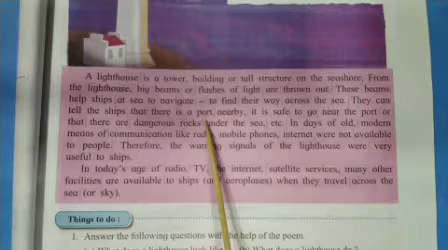 A lighthouse is a tower, building or tall structure on the seashore. From
the lighthouse, big beams or flashes of light are thrown out. These beams
help ships at sea to navigate – to find their way across the sea. They can
tell the ships that there is a port nearby, it is safe to go near the port or
that there are dangerous rocks under the sea, etc. In days of old, modern
means of communication like mobile phones, internet were not available
to people. Therefore, the signals of the lighthouse were very
useful to ships.
In today's age of radio, TV, internet, satellite services, many other
facilities are available to ships (and aeroplanes) when they travel across the
sea (or sky).
Things to do :
1. Answer the following questions with the help of the poem.